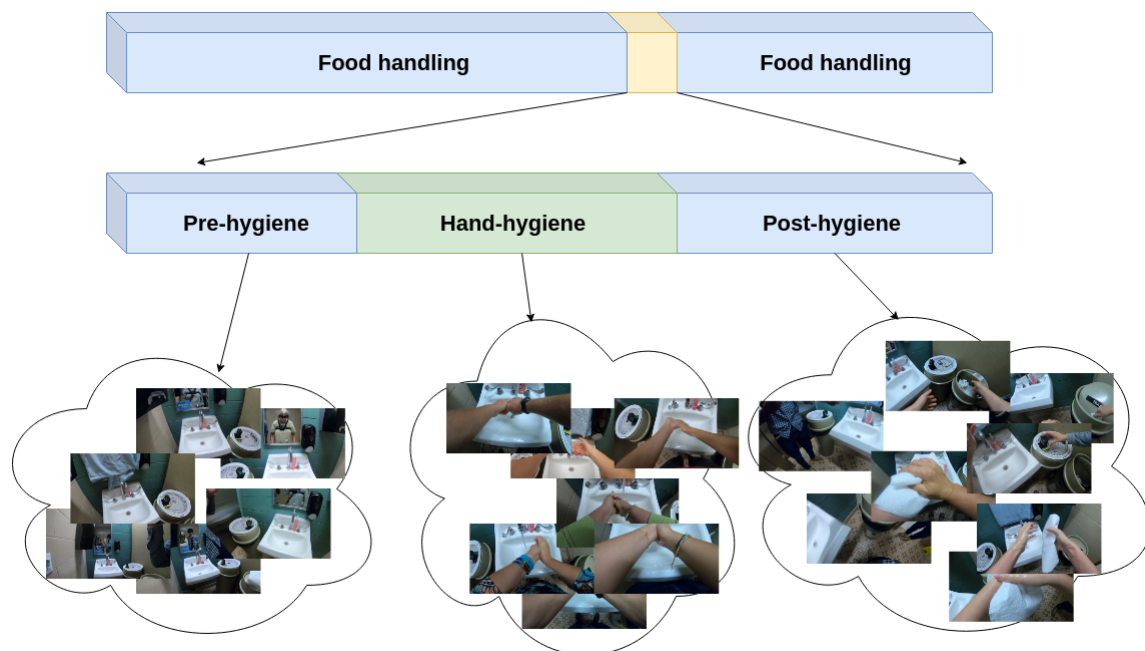 Food handling
Food handling
Pre-hygiene
Hand-hygiene
Post-hygiene